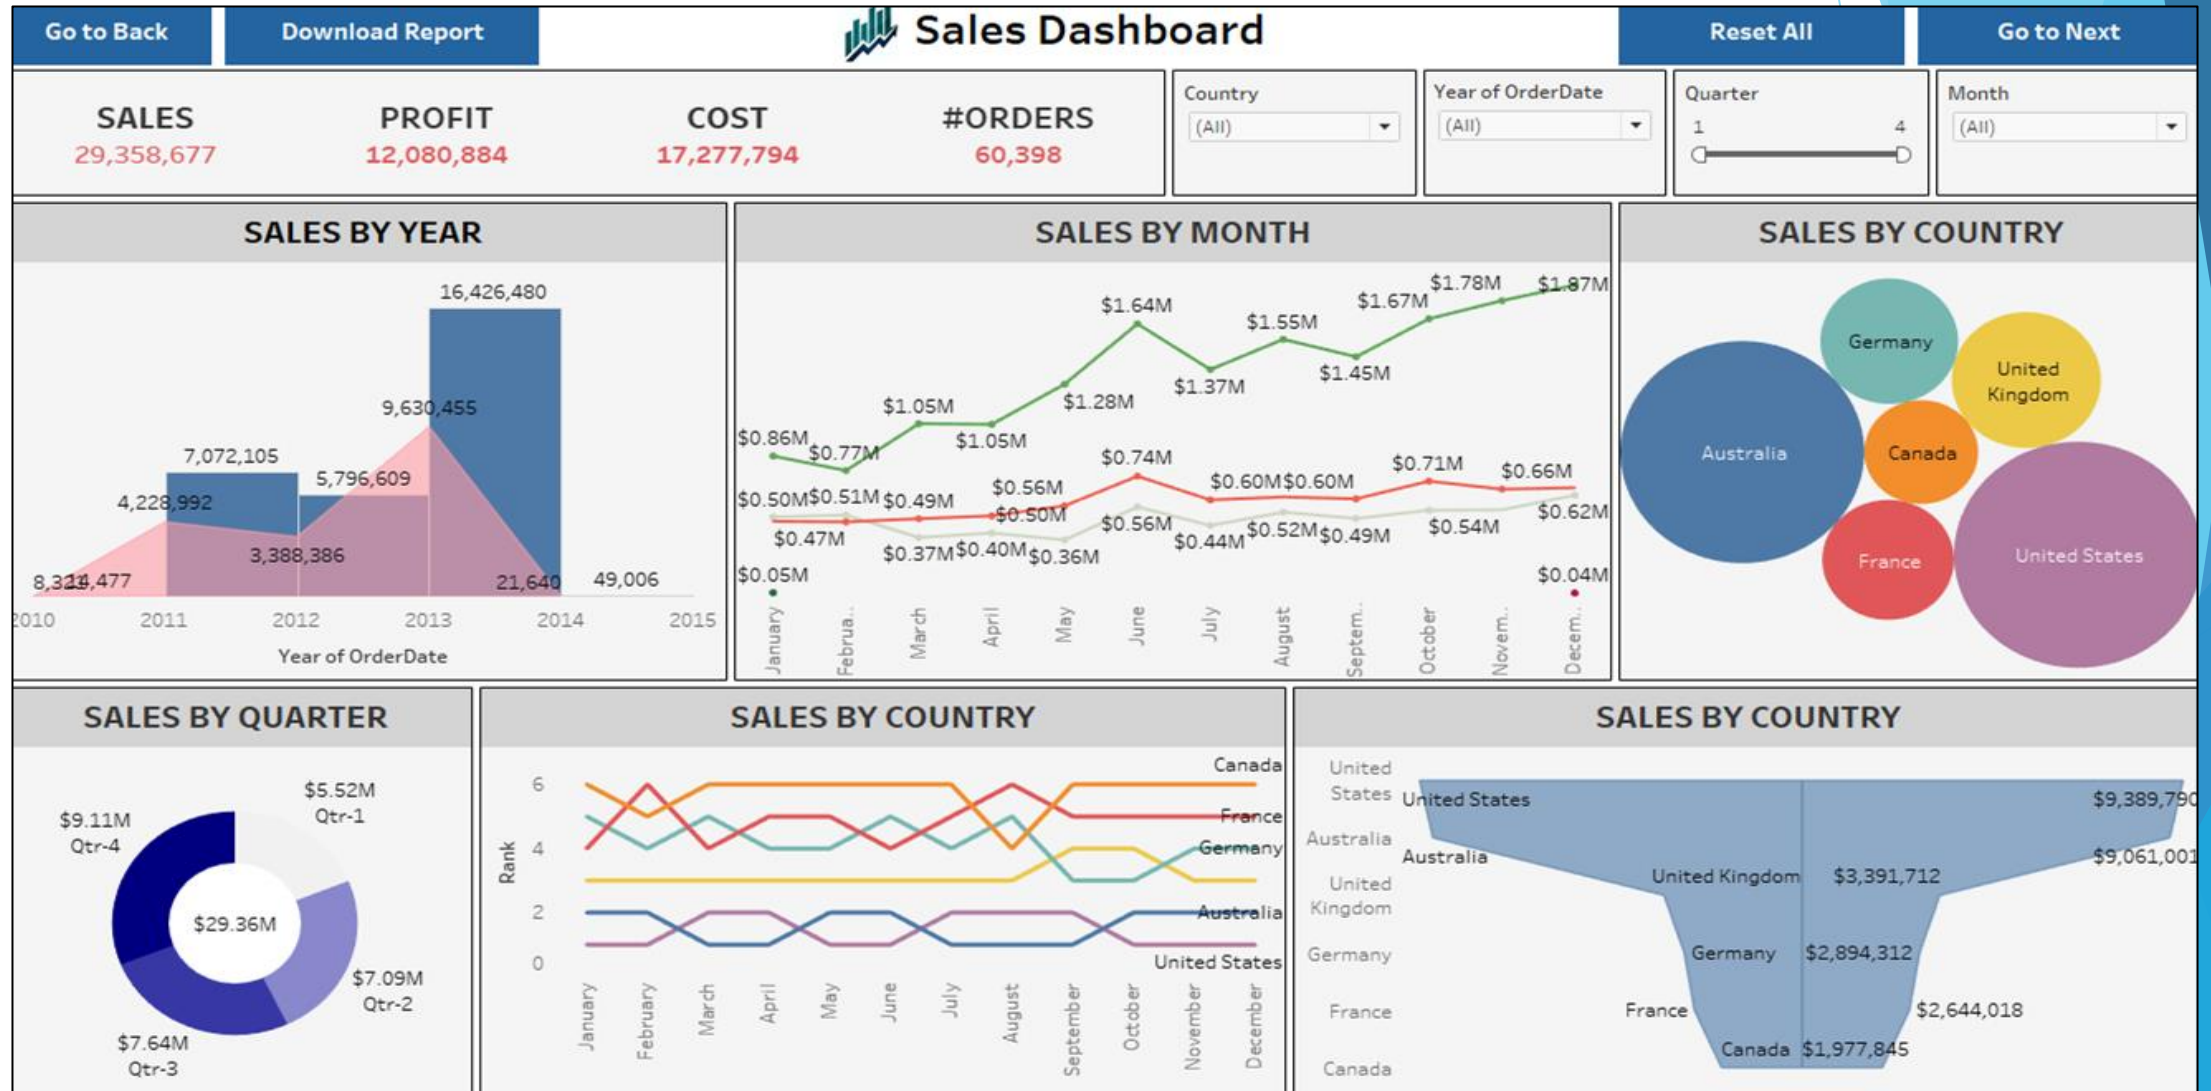 Go to Back
Download Report
Sales Dashboard
Reset All
Go to Next
SALES
29,358,677
PROFIT
12,080,884
COST
17,277,794
#ORDERS
60,398
Country
(All)
Year of OrderDate
(All)
Quarter
1 4
Month
(All)
SALES BY YEAR
16,426,480
9,630,455
7,072,105
5,796,609
4,228,992
3,388,386
14,477
21,640
49,006
2010 2011 2012 2013 2014 2015
Year of OrderDate
SALES BY MONTH
$0.86M $0.77M $1.05M $1.05M $1.28M $1.64M $1.37M $1.55M $1.45M $1.67M $1.78M $1.87M
$0.50M $0.51M $0.49M $0.56M $0.50M $0.74M $0.60M $0.60M $0.71M $0.66M
$0.47M $0.37M $0.40M $0.36M $0.56M $0.44M $0.52M $0.49M $0.54M $0.62M
$0.05M $0.04M
January
Februa..
March
April
May
June
July
August
Septem..
October
Novem..
Decem..
SALES BY COUNTRY
Germany
United
Kingdom
Australia
Canada
France
United States
SALES BY QUARTER
$5.52M
Qtr-1
$9.11M
Qtr-4
$29.36M
$7.09M
Qtr-2
$7.64M
Qtr-3
SALES BY COUNTRY
Rank
6
4
2
0
Canada
France
Germany
Australia
United States
January
February
March
April
May
June
July
August
September
October
November
December
SALES BY COUNTRY
United
States
Australia
United
Kingdom
Germany
France
Canada
United States $9,389,790
Australia $9,061,001
United Kingdom $3,391,712
Germany $2,894,312
France $2,644,018
Canada $1,977,845